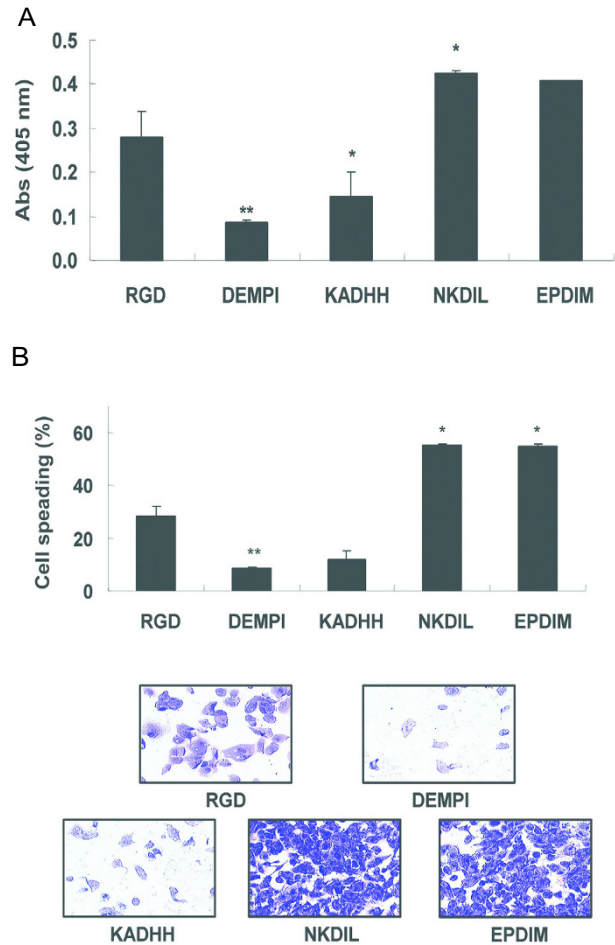 A
Abs (405 nm)
0.5
0.4
0.3
0.2
0.1
0.0
*
*
**
RGD DEMPI KADHH NKDIL EPDIM
B
Cell speading (%)
60
40
20
0
* *
**
RGD DEMPI KADHH NKDIL EPDIM
RGD DEMPI
KADHH NKDIL EPDIM